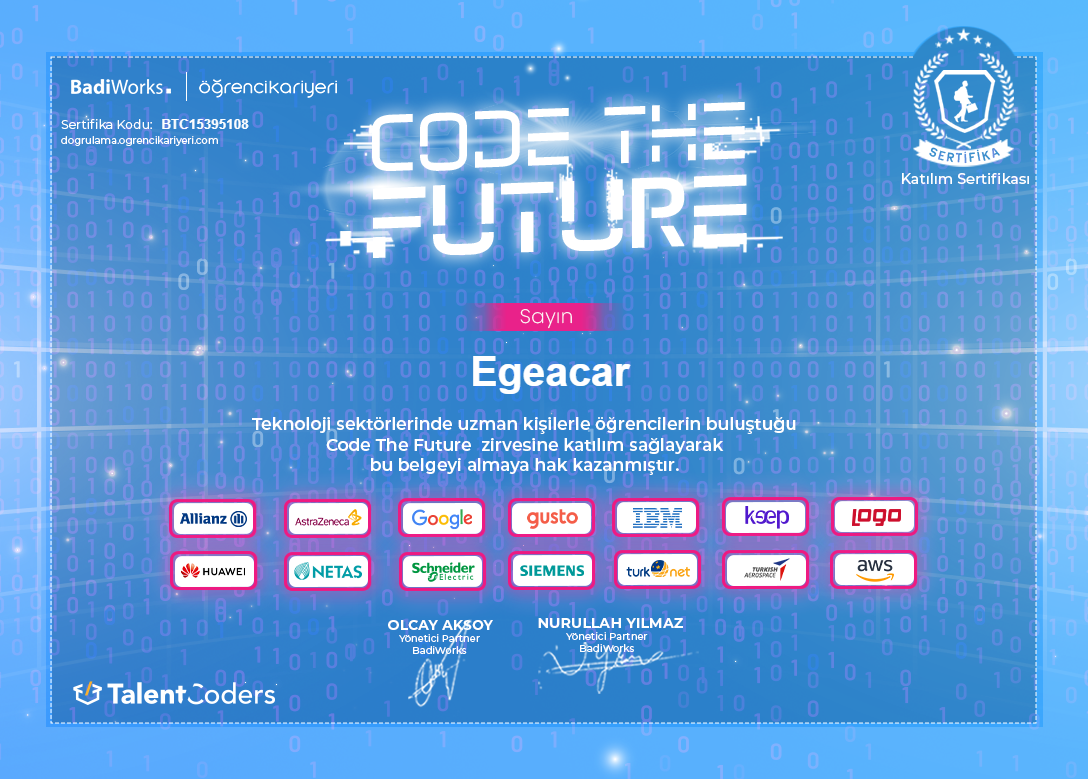 BadiWorks. | öğrencikariyeri
Sertifika Kodu: BTC15395108
dogrulama.ogrencikariyeri.com
SERTİFİKA
Katılım Sertifikası
CODE THE
FUTURE
Sayın
Egeacar
Teknoloji sektörlerinde uzman kişilerle öğrencilerin buluştuğu
Code The Future zirvesine katılım sağlayarak
bu belgeyi almaya hak kazanmıştır.
Allianz
AstraZeneca
Google
gusto
IBM
keep
LOGO
HUAWEI
NETAS
Schneider
Electric
SIEMENS
turk net
TURKISH
AEROSPACE
aws
OLCAY AKSOY
Yönetici Partner
BadiWorks
NURULLAH YILMAZ
Yönetici Partner
BadiWorks
TalentCoders